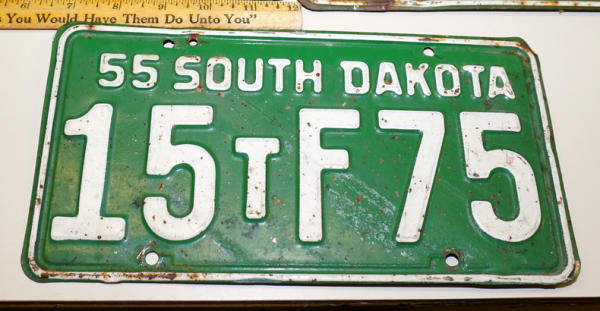 s You Would Have Them Do Unto You"
55 SOUTH DAKOTA
15TF75